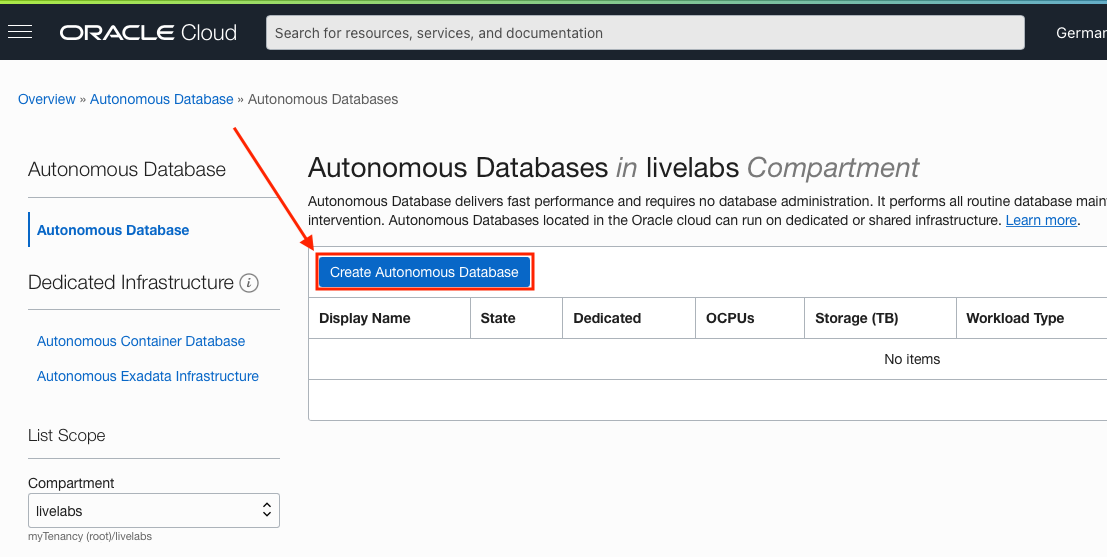 ORACLE Cloud
Search for resources, services, and documentation
Overview » Autonomous Database » Autonomous Databases
Autonomous Database
Autonomous Database
Dedicated Infrastructure i
Autonomous Container Database
Autonomous Exadata Infrastructure
List Scope
Compartment
livelabs
myTenancy (root)/livelabs
Autonomous Databases in livelabs Compartment
Autonomous Database delivers fast performance and requires no database administration. It performs all routine database
intervention. Autonomous Databases located in the Oracle cloud can run on dedicated or shared infrastructure. Learn more.
Create Autonomous Database
Display Name State Dedicated OCPUs Storage (TB) Workload Type
No items